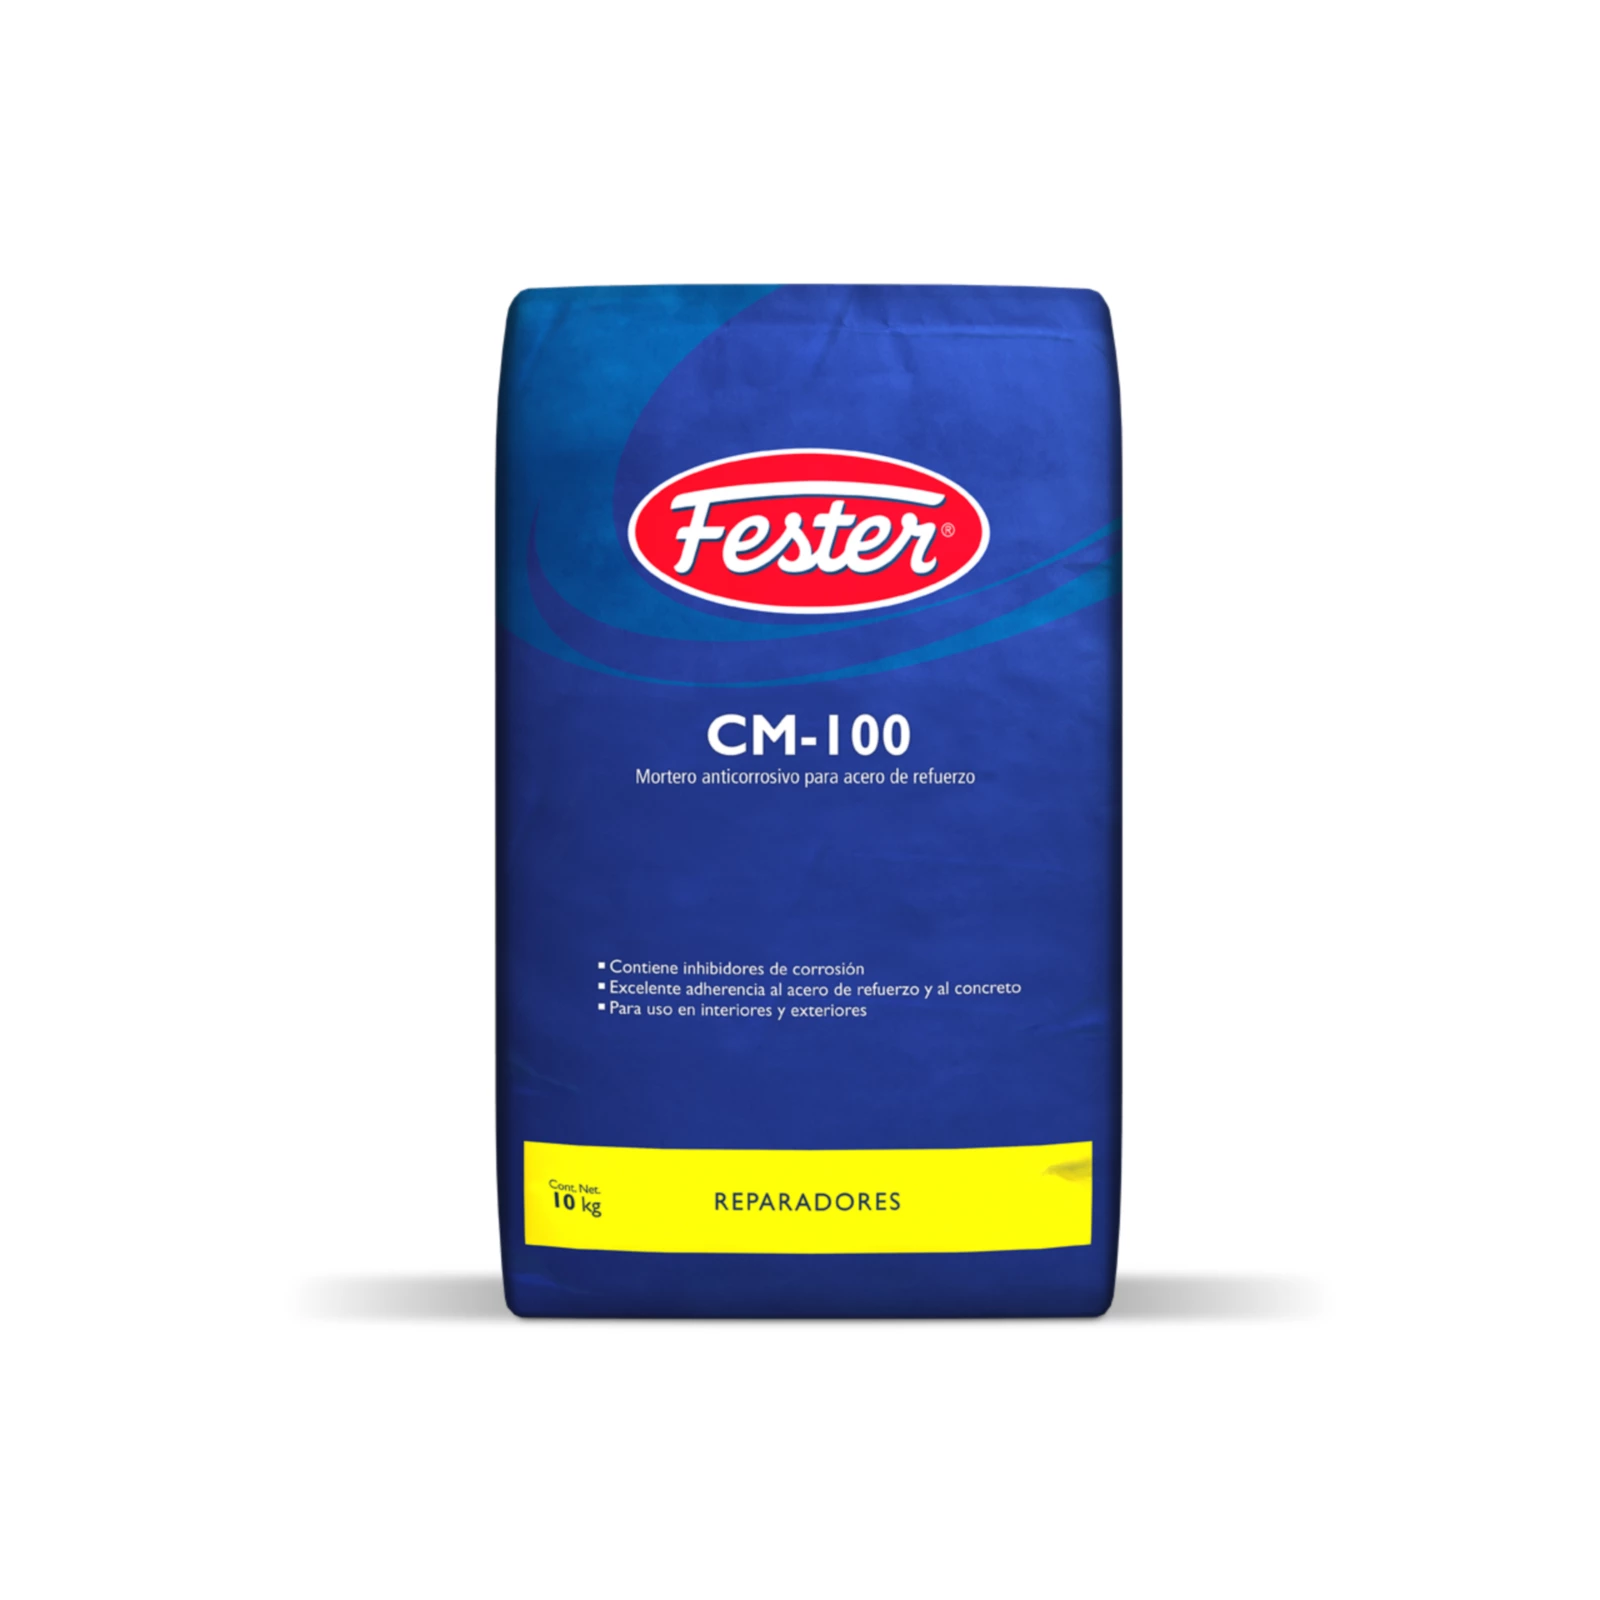 Fester®
CM-100
Mortero anticorrosivo para acero de refuerzo
▪ Contiene inhibidores de corrosión
▪ Excelente adherencia al acero de refuerzo y al concreto
▪ Para uso en interiores y exteriores
Cont. Net.
10 kg
REPARADORES